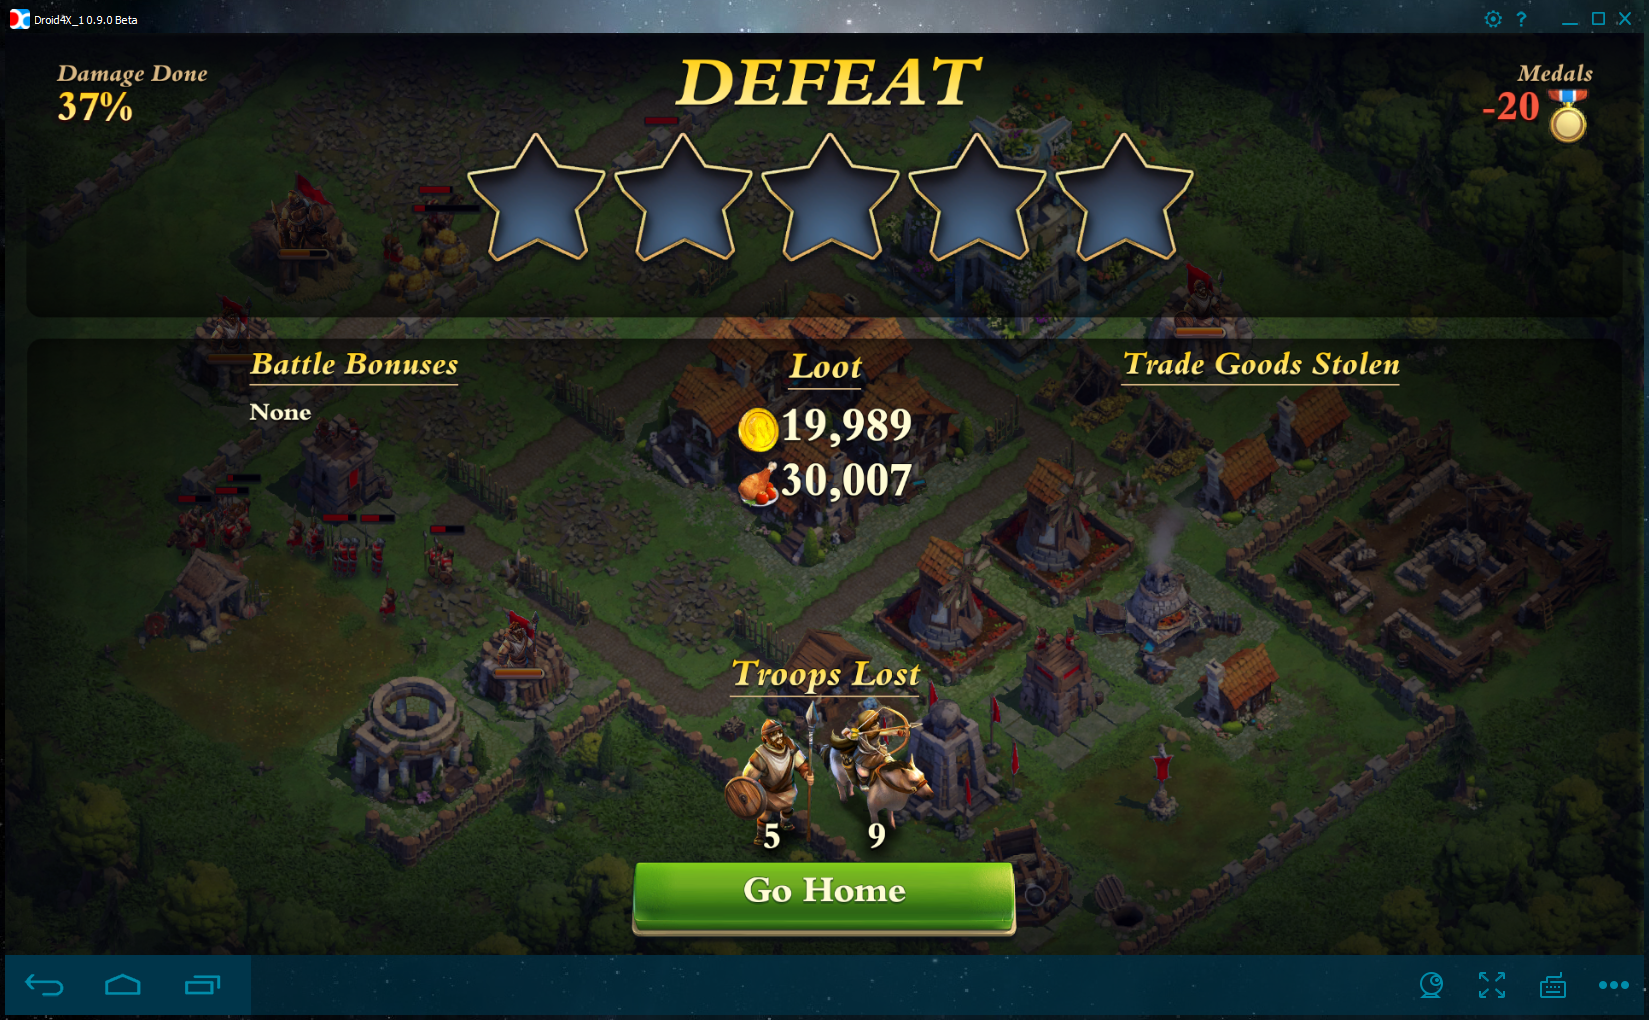 Droid4X_1 0.9.0 Beta
?
Damage Done
37%
DEFEAT
Medals
-20
Battle Bonuses
None
Loot
19,989
30,007
Trade Goods Stolen
Troops Lost
5
9
Go Home